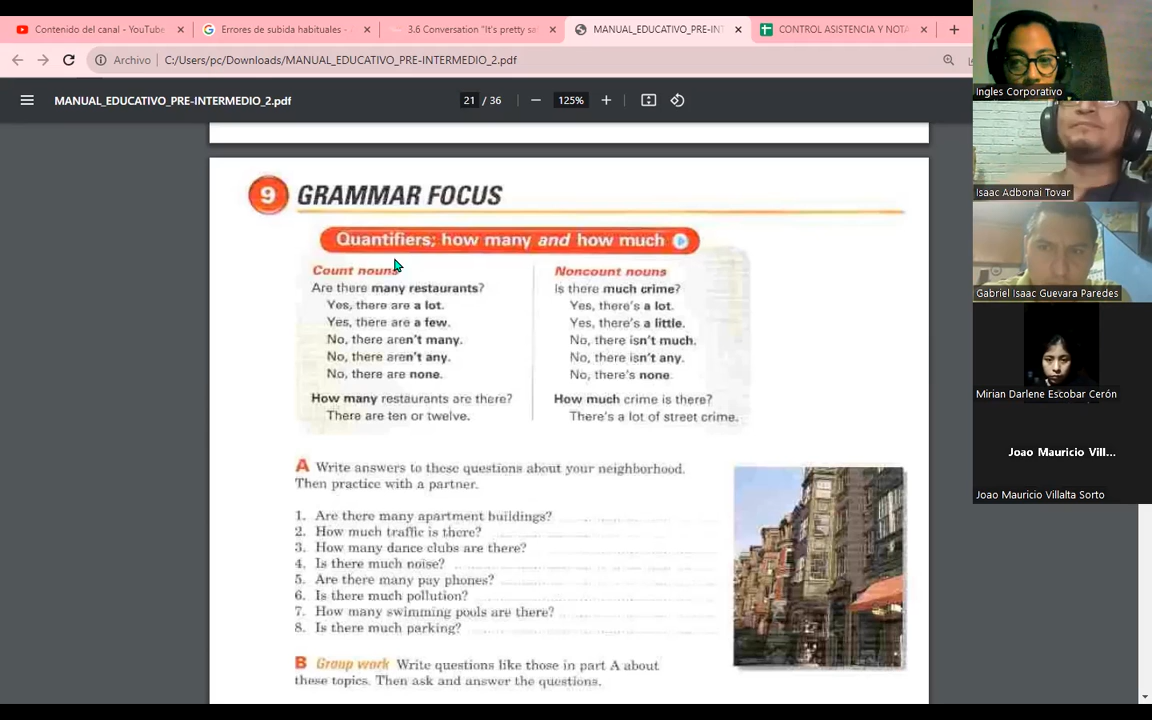 Contenido del canal - YouTube
Errores de subida habituales -
3.6 Conversation "It's pretty sa
MANUAL_EDUCATIVO_PRE-INT
CONTROL ASISTENCIA Y NOTA
Archivo
C:/Users/pc/Downloads/MANUAL_EDUCATIVO_PRE-INTERMEDIO_2.pdf
MANUAL_EDUCATIVO_PRE-INTERMEDIO_2.pdf
21 / 36
125%
9 GRAMMAR FOCUS
Quantifiers; how many and how much
Count nouns
Are there many restaurants?
Yes, there are a lot.
Yes, there are a few.
No, there aren't many.
No, there aren't any.
No, there are none.
How many restaurants are there?
There are ten or twelve.
Noncount nouns
Is there much crime?
Yes, there's a lot.
Yes, there's a little.
No, there isn't much.
No, there isn't any.
No, there's none.
How much crime is there?
There's a lot of street crime.
A Write answers to these questions about your neighborhood.
Then practice with a partner.
1. Are there many apartment buildings?
2. How much traffic is there?
3. How many dance clubs are there?
4. Is there much noise?
5. Are there many pay phones?
6. Is there much pollution?
7. How many swimming pools are there?
8. Is there much parking?
B Group work Write questions like those in part A about
these topics. Then ask and answer the questions.
Ingles Corporativo
Isaac Adbonai Tovar
Gabriel Isaac Guevara Paredes
Mirian Darlene Escobar Cerón
Joao Mauricio Vill...
Joao Mauricio Villalta Sorto